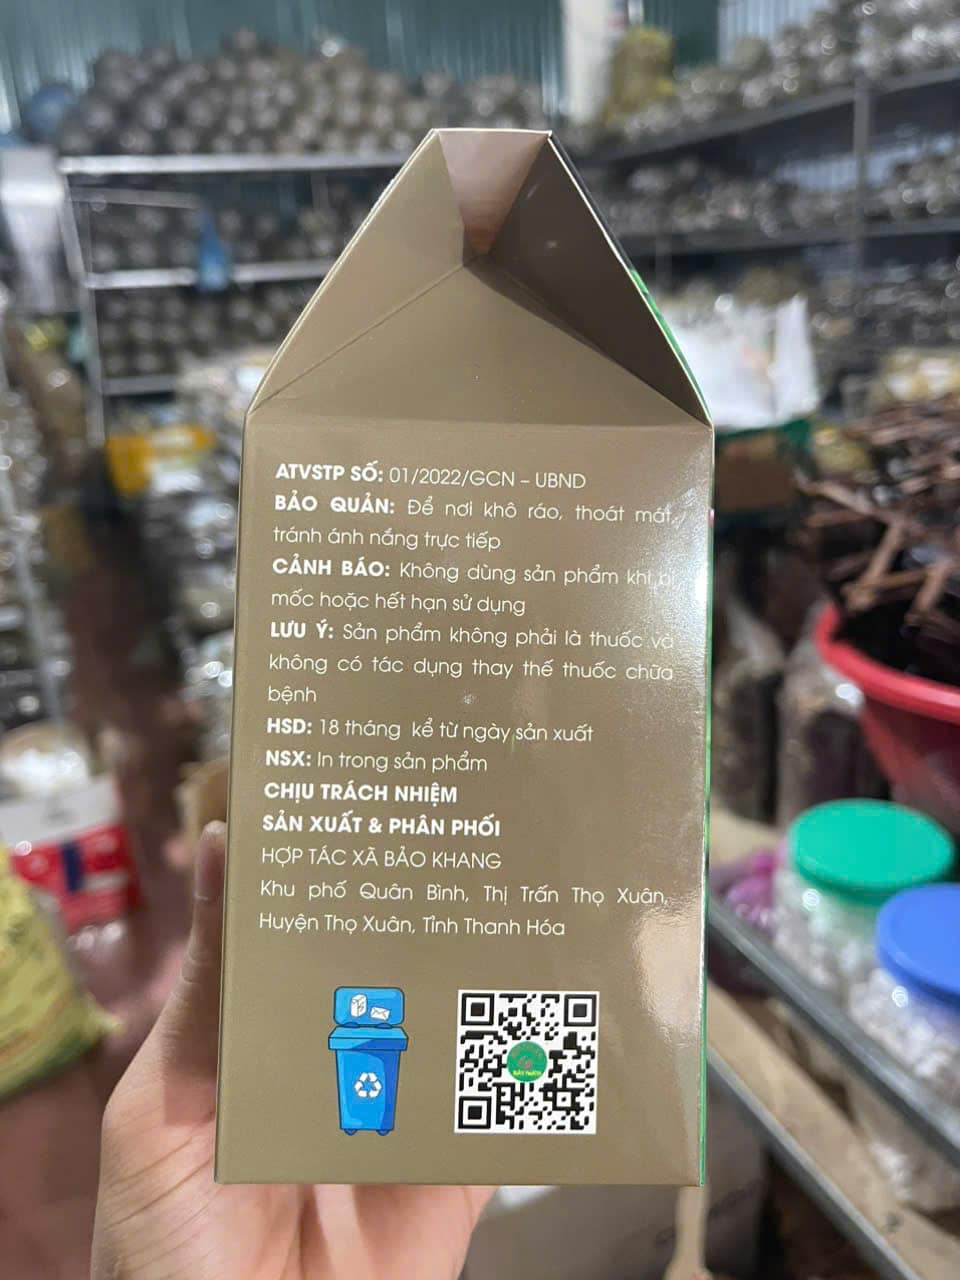 ATVSTP SỐ: 01/2022/GCN – UBND
BẢO QUẢN: Để nơi khô ráo, thoát mát,
tránh ánh nắng trực tiếp
CẢNH BÁO: Không dùng sản phẩm khi bị
mốc hoặc hết hạn sử dụng
LƯU Ý: Sản phẩm không phải là thuốc và
không có tác dụng thay thế thuốc chữa
bệnh
HSD: 18 tháng kể từ ngày sản xuất
NSX: In trong sản phẩm
CHỊU TRÁCH NHIỆM
SẢN XUẤT & PHÂN PHỐI
HỢP TÁC XÃ BẢO KHANG
Khu phố Quân Bình, Thị Trấn Thọ Xuân,
Huyện Thọ Xuân, Tỉnh Thanh Hóa